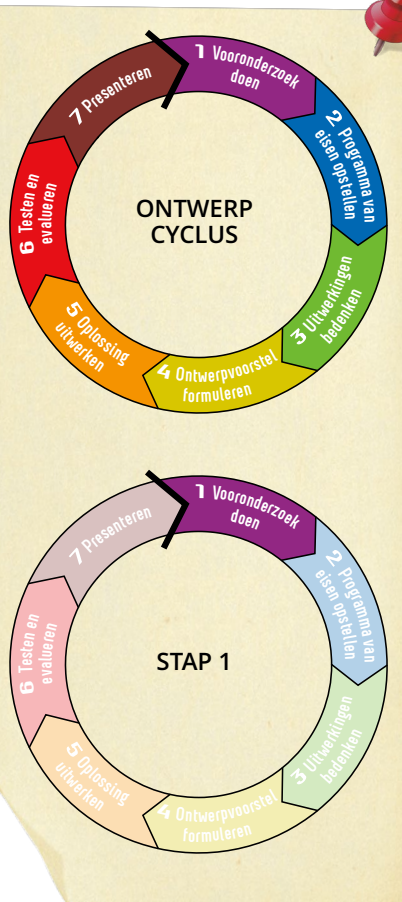 1 Vooronderzoek
doen
2 Programma van
eisen opstellen
3 Uitwerkingen
bedenken
4 Ontwerpvoorstel
formuleren
5 Oplossing
uitwerken
6 Testen en
evalueren
7 Presenteren
ONTWERP
CYCLUS
1 Vooronderzoek
doen
2 Programma van
eisen opstellen
3 Uitwerkingen
bedenken
4 Ontwerpvoorstel
formuleren
5 Oplossing
uitwerken
6 Testen en
evalueren
7 Presenteren
STAP 1